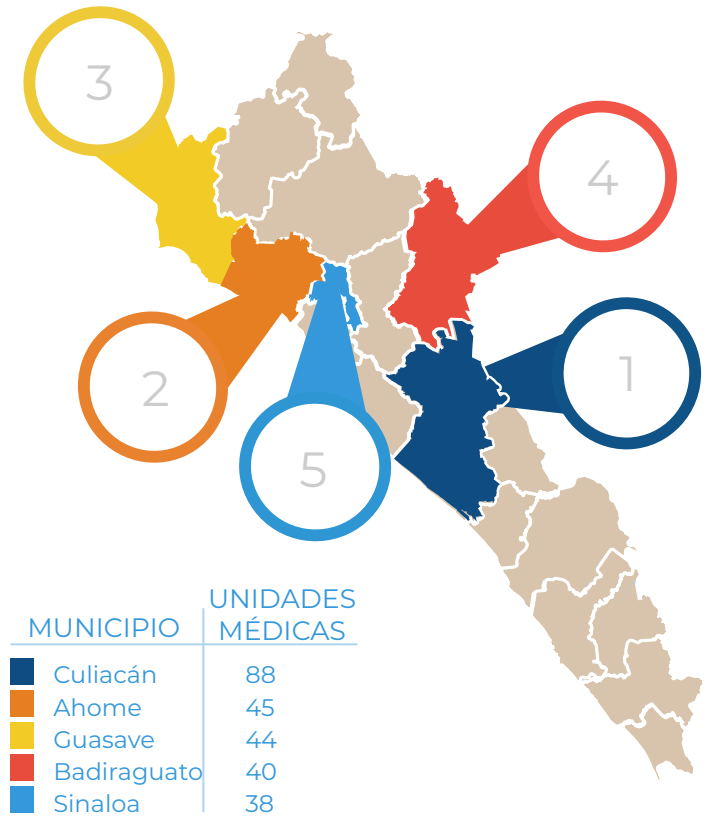 3
4
1
2
5
MUNICIPIO UNIDADES MÉDICAS
Culiacán 88
Ahome 45
Guasave 44
Badiraguato 40
Sinaloa 38